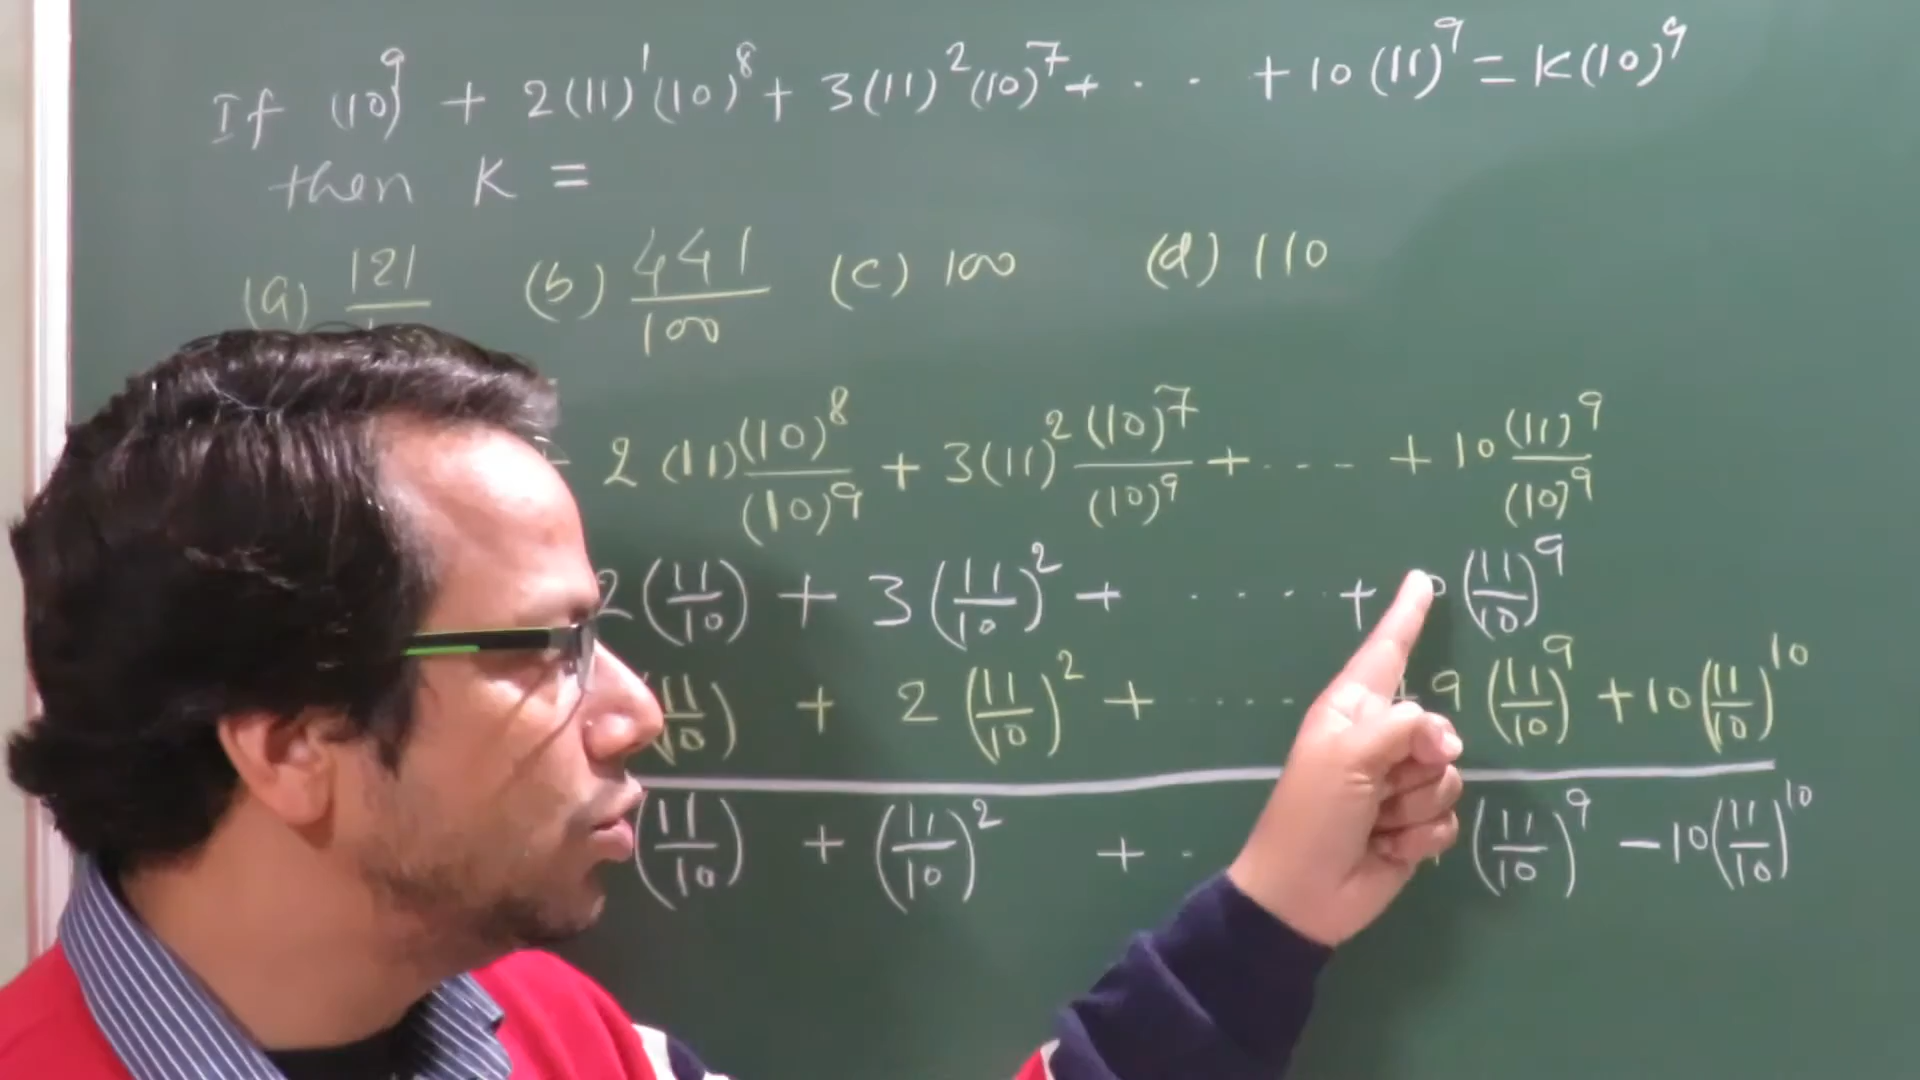 If (10)^9 + 2(11)^1(10)^8 + 3(11)^2(10)^7 + · · · + 10(11)^9 = K(10)^9
then K =
(a) 121/ (b) 441/100 (c) 100 (d) 110
2(11)(10)^8/(10)^9 + 3(11)^2(10)^7/(10)^9 + - - - + 10(11)^9/(10)^9
2(11/10) + 3(11/10)^2 + · · · · + 0(11/10)^9
(11/10) + 2(11/10)^2 + · · · · + 9(11/10)^9 + 10(11/10)^10
(11/10) + (11/10)^2 + - (11/10)^9 - 10(11/10)^10